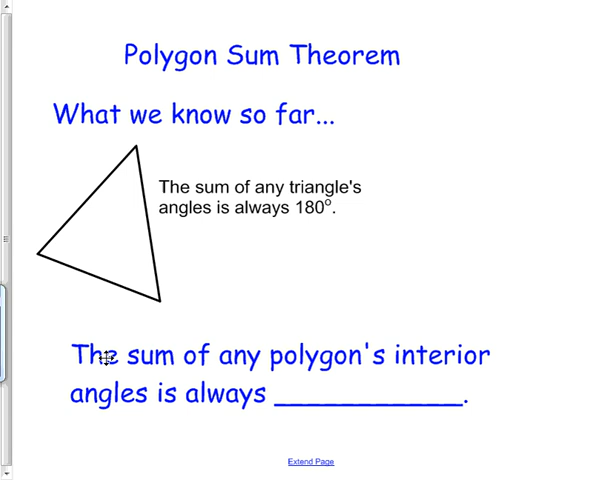 Polygon Sum Theorem
What we know so far...
The sum of any triangle's
angles is always 180°.
The sum of any polygon's interior
angles is always ___________.
Extend Page